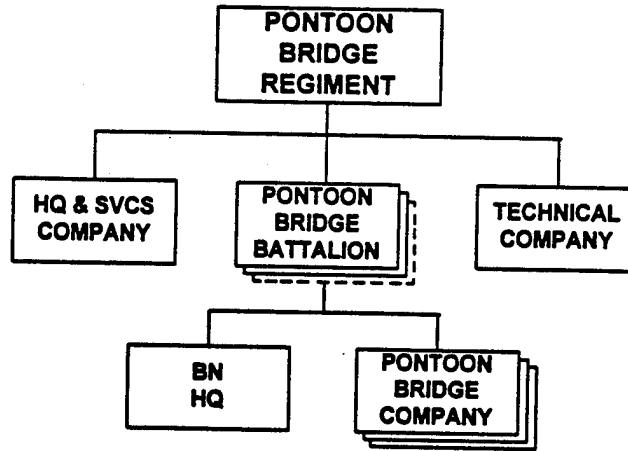 PONTOON
BRIDGE
REGIMENT
HQ & SVCS
COMPANY
PONTOON
BRIDGE
BATTALION
TECHNICAL
COMPANY
BN
HQ
PONTOON
BRIDGE
COMPANY